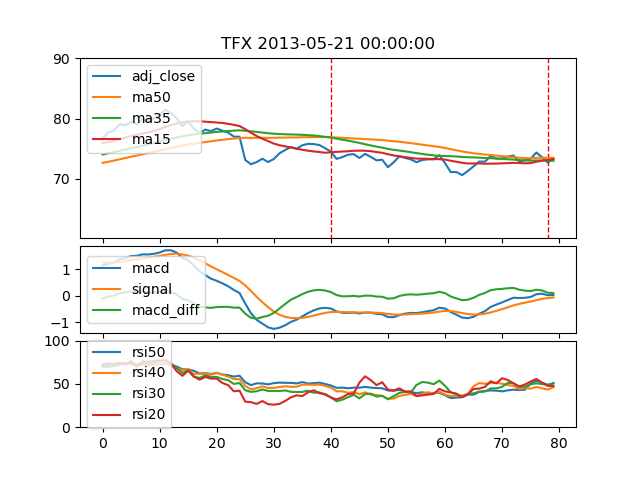 TFX 2013-05-21 00:00:00
90
80
70
adj_close
ma50
ma35
ma15
1
0
−1
macd
signal
macd_diff
100
50
0
rsi50
rsi40
rsi30
rsi20
0 10 20 30 40 50 60 70 80